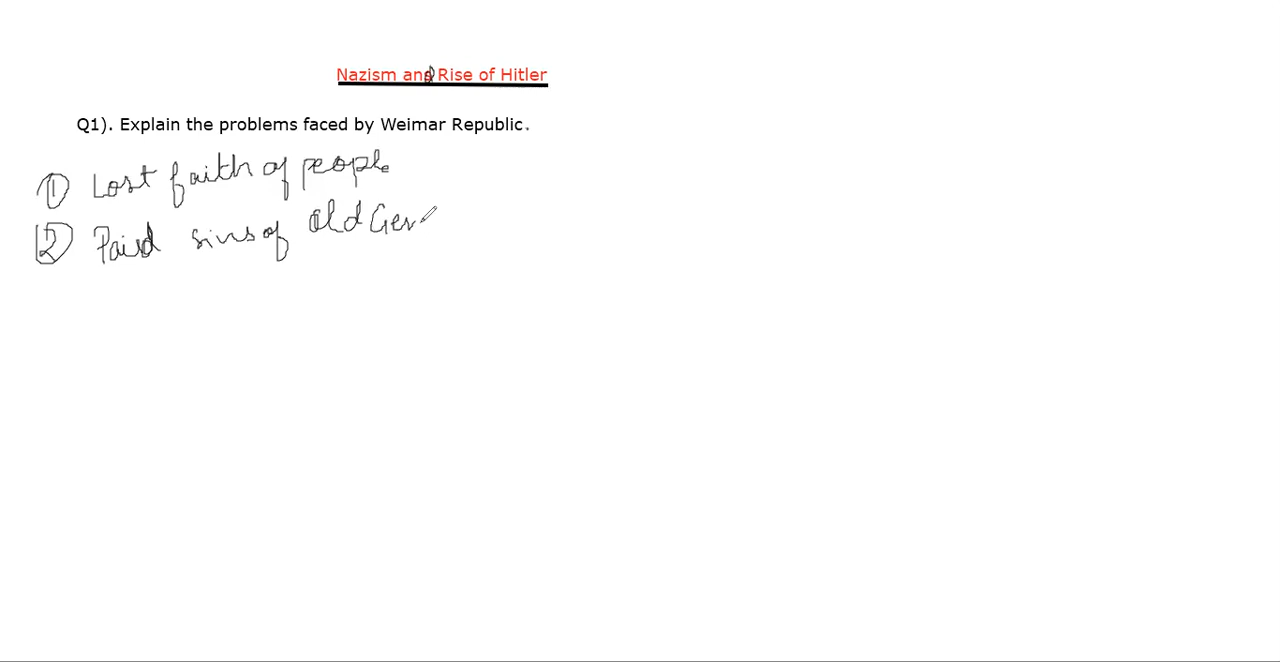 Nazism and Rise of Hitler
Q1). Explain the problems faced by Weimar Republic.
① Lost faith of people
② Paid sins of old Ger